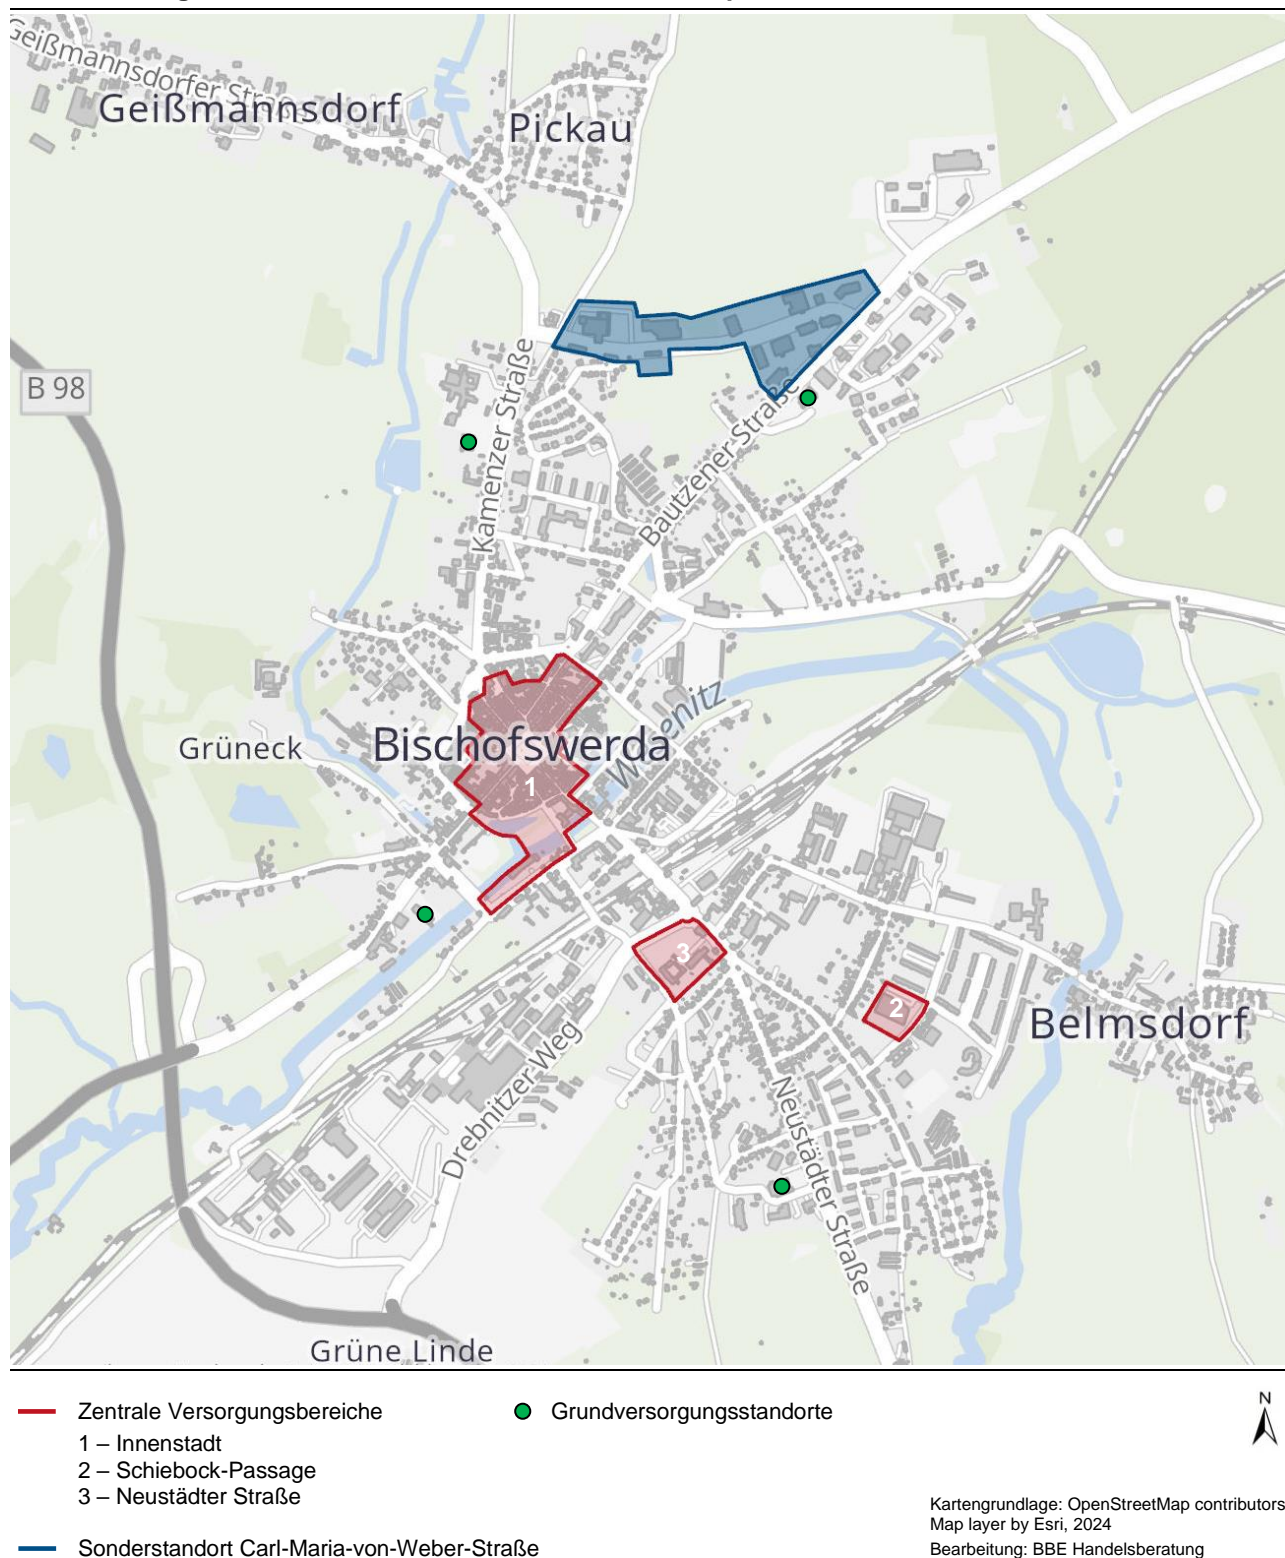 Geißmannsdorfer Straße
Geißmannsdorf
Pickau
B 98
Kamenzer Straße
Bautzener Straße
Grüneck
Bischofswerda
1
3
2
Belmsdorf
Drebnitzer Weg
Neustädter Straße
Grüne Linde
Zentrale Versorgungsbereiche
1 – Innenstadt
2 – Schiebock-Passage
3 – Neustädter Straße
Sonderstandort Carl-Maria-von-Weber-Straße
Grundversorgungsstandorte
N
Kartengrundlage: OpenStreetMap contributors
Map layer by Esri, 2024
Bearbeitung: BBE Handelsberatung